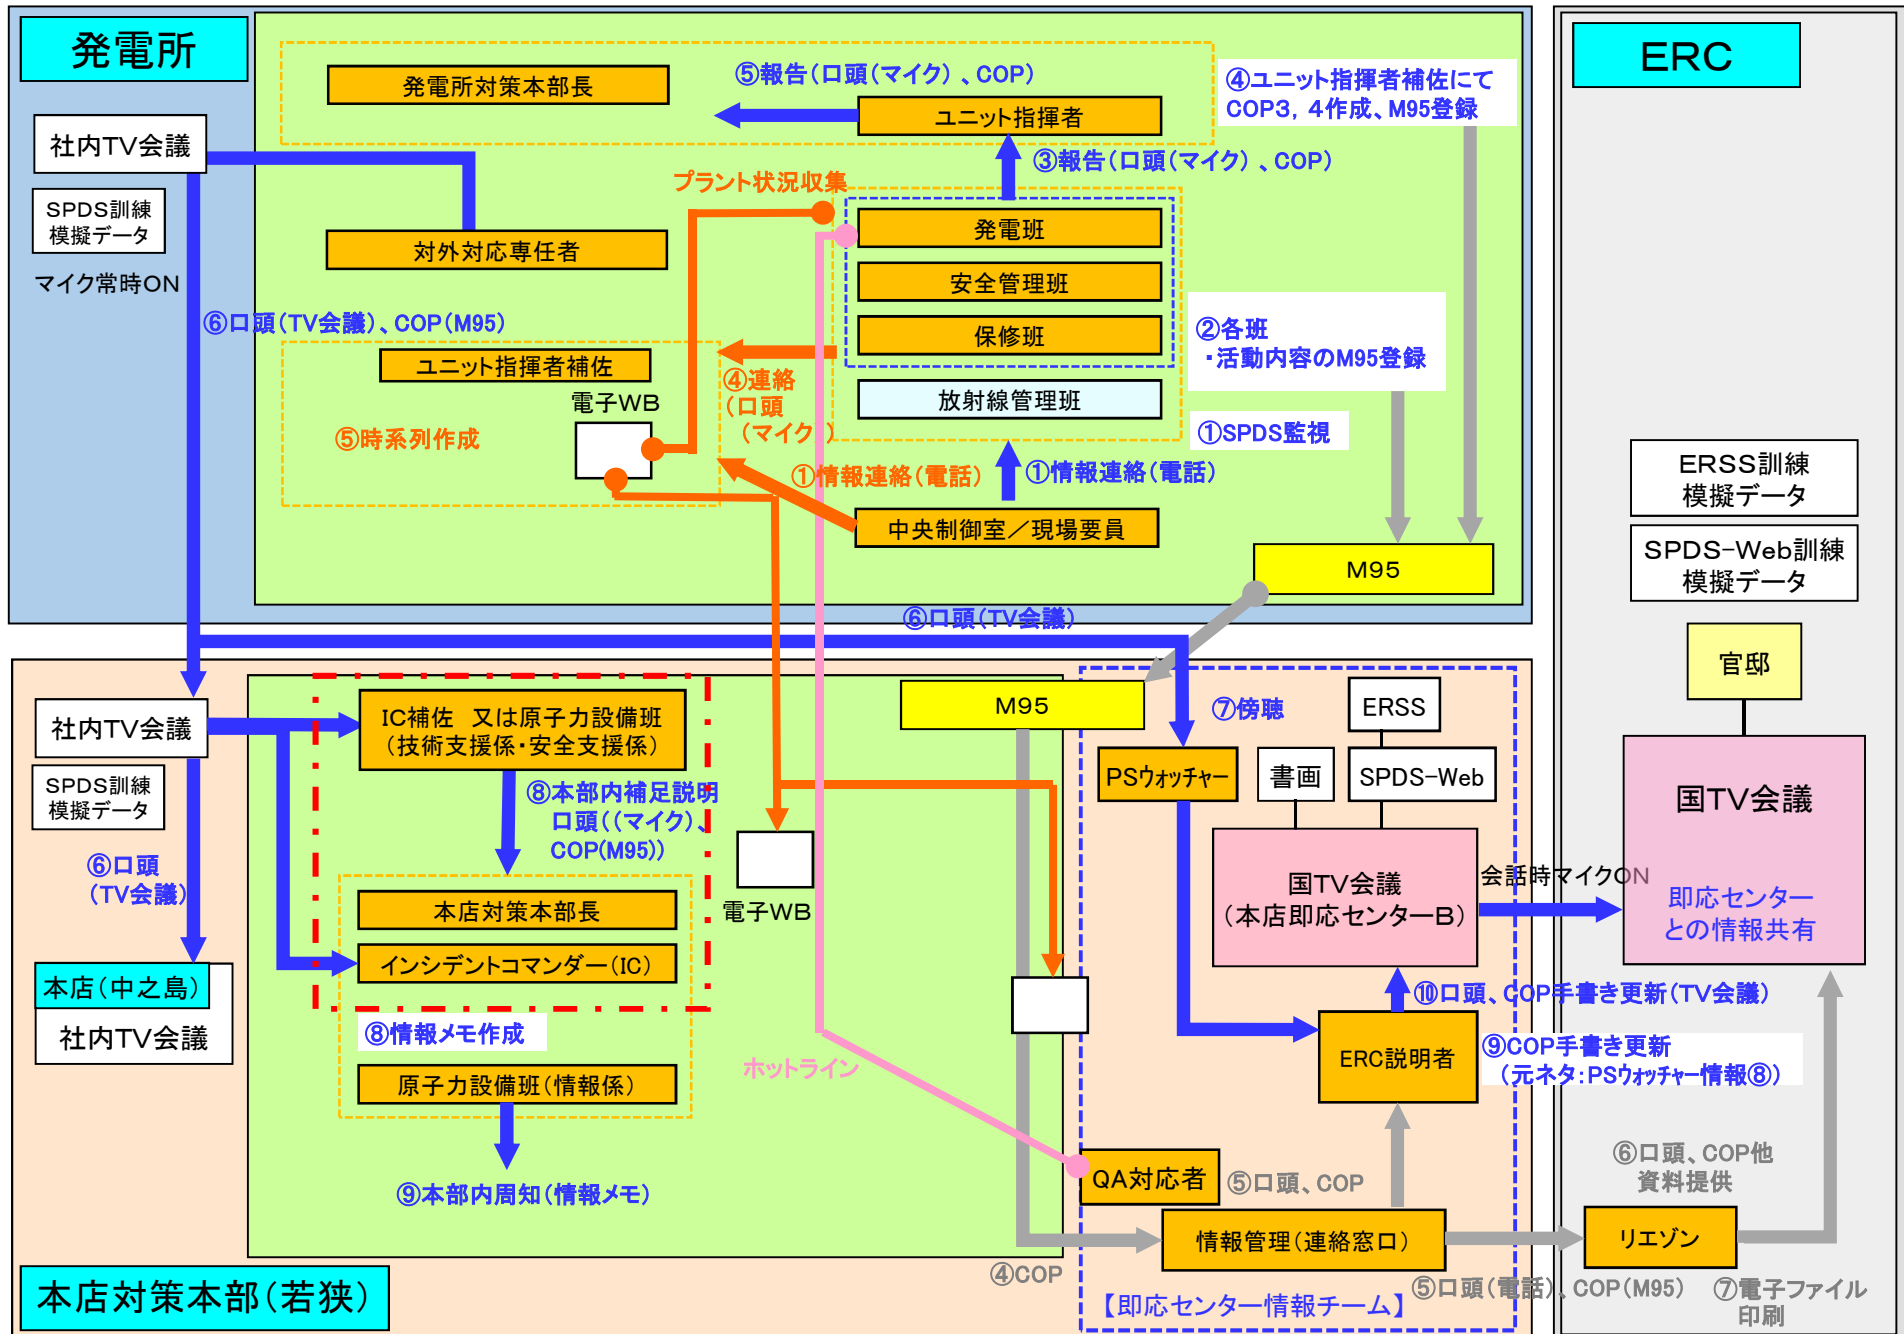 発電所
社内TV会議
SPDS訓練
模擬データ
マイク常時ON
発電所対策本部長
⑤報告(口頭(マイク)、COP)
ユニット指揮者
④ユニット指揮者補佐にて
COP3, 4作成、M95登録
③報告(口頭(マイク)、COP)
プラント状況収集
対外対応専任者
発電班
安全管理班
保修班
放射線管理班
②各班
・活動内容のM95登録
①SPDS監視
⑥口頭(TV会議)、COP(M95)
ユニット指揮者補佐
電子WB
⑤時系列作成
④連絡
(口頭
(マイク))
①情報連絡(電話)
①情報連絡(電話)
中央制御室/現場要員
M95
⑥口頭(TV会議)
ERC
ERSS訓練
模擬データ
SPDS-Web訓練
模擬データ
官邸
国TV会議
即応センター
との情報共有
社内TV会議
SPDS訓練
模擬データ
⑥口頭
(TV会議)
本店(中之島)
社内TV会議
IC補佐 又は原子力設備班
(技術支援係・安全支援係)
⑧本部内補足説明
口頭((マイク)、
COP(M95))
本店対策本部長
インシデントコマンダー(IC)
⑧情報メモ作成
原子力設備班(情報係)
⑨本部内周知(情報メモ)
電子WB
ホットライン
M95
⑦傍聴
ERSS
PSウォッチャー
書画
SPDS-Web
国TV会議
(本店即応センターB)
会話時マイクON
⑩口頭、COP手書き更新(TV会議)
ERC説明者
⑨COP手書き更新
(元ネタ:PSウォッチャー情報⑧)
QA対応者
⑤口頭、COP
情報管理(連絡窓口)
④COP
【即応センター情報チーム】
⑤口頭(電話)、COP(M95)
⑥口頭、COP他
資料提供
リエゾン
⑦電子ファイル
印刷
本店対策本部(若狭)